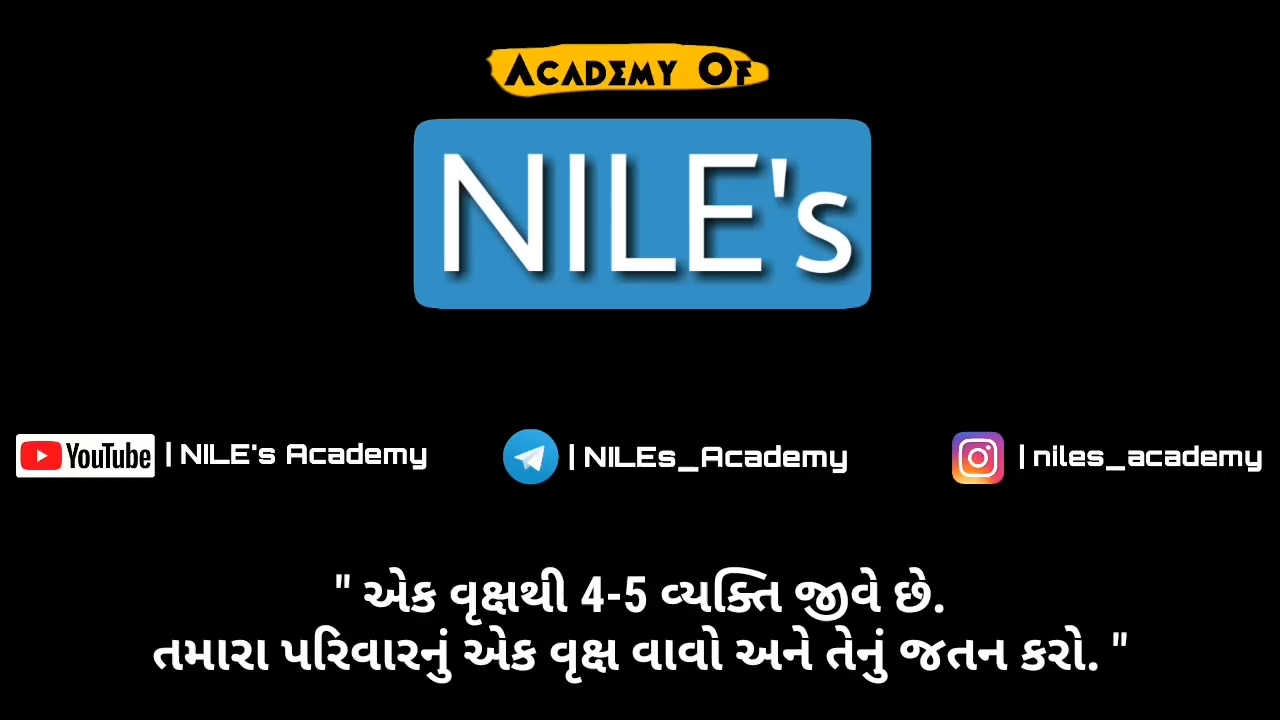 Academy Of
NILE's
YouTube | NILE's Academy
| NILEs_Academy
| niles_academy
" એક વૃક્ષથી 4-5 વ્યક્તિ જીવે છે.
તમારા પરિવારનું એક વૃક્ષ વાવો અને તેનું જતન કરો. "